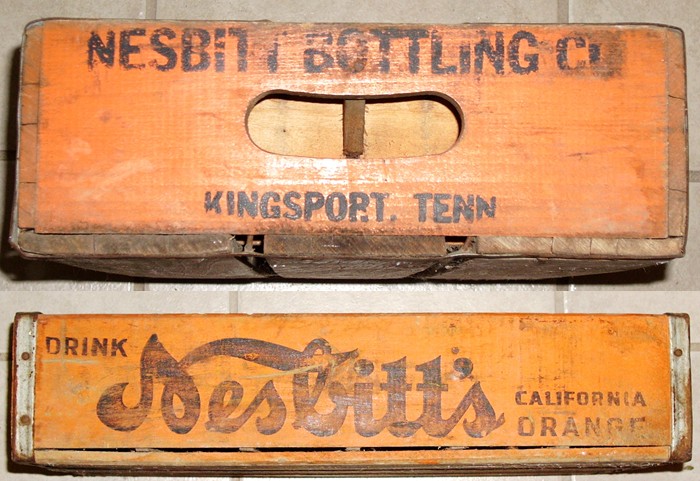 NESBITT BOTTLING CO
KINGSPORT, TENN
DRINK Nesbitt's CALIFORNIA
ORANGE